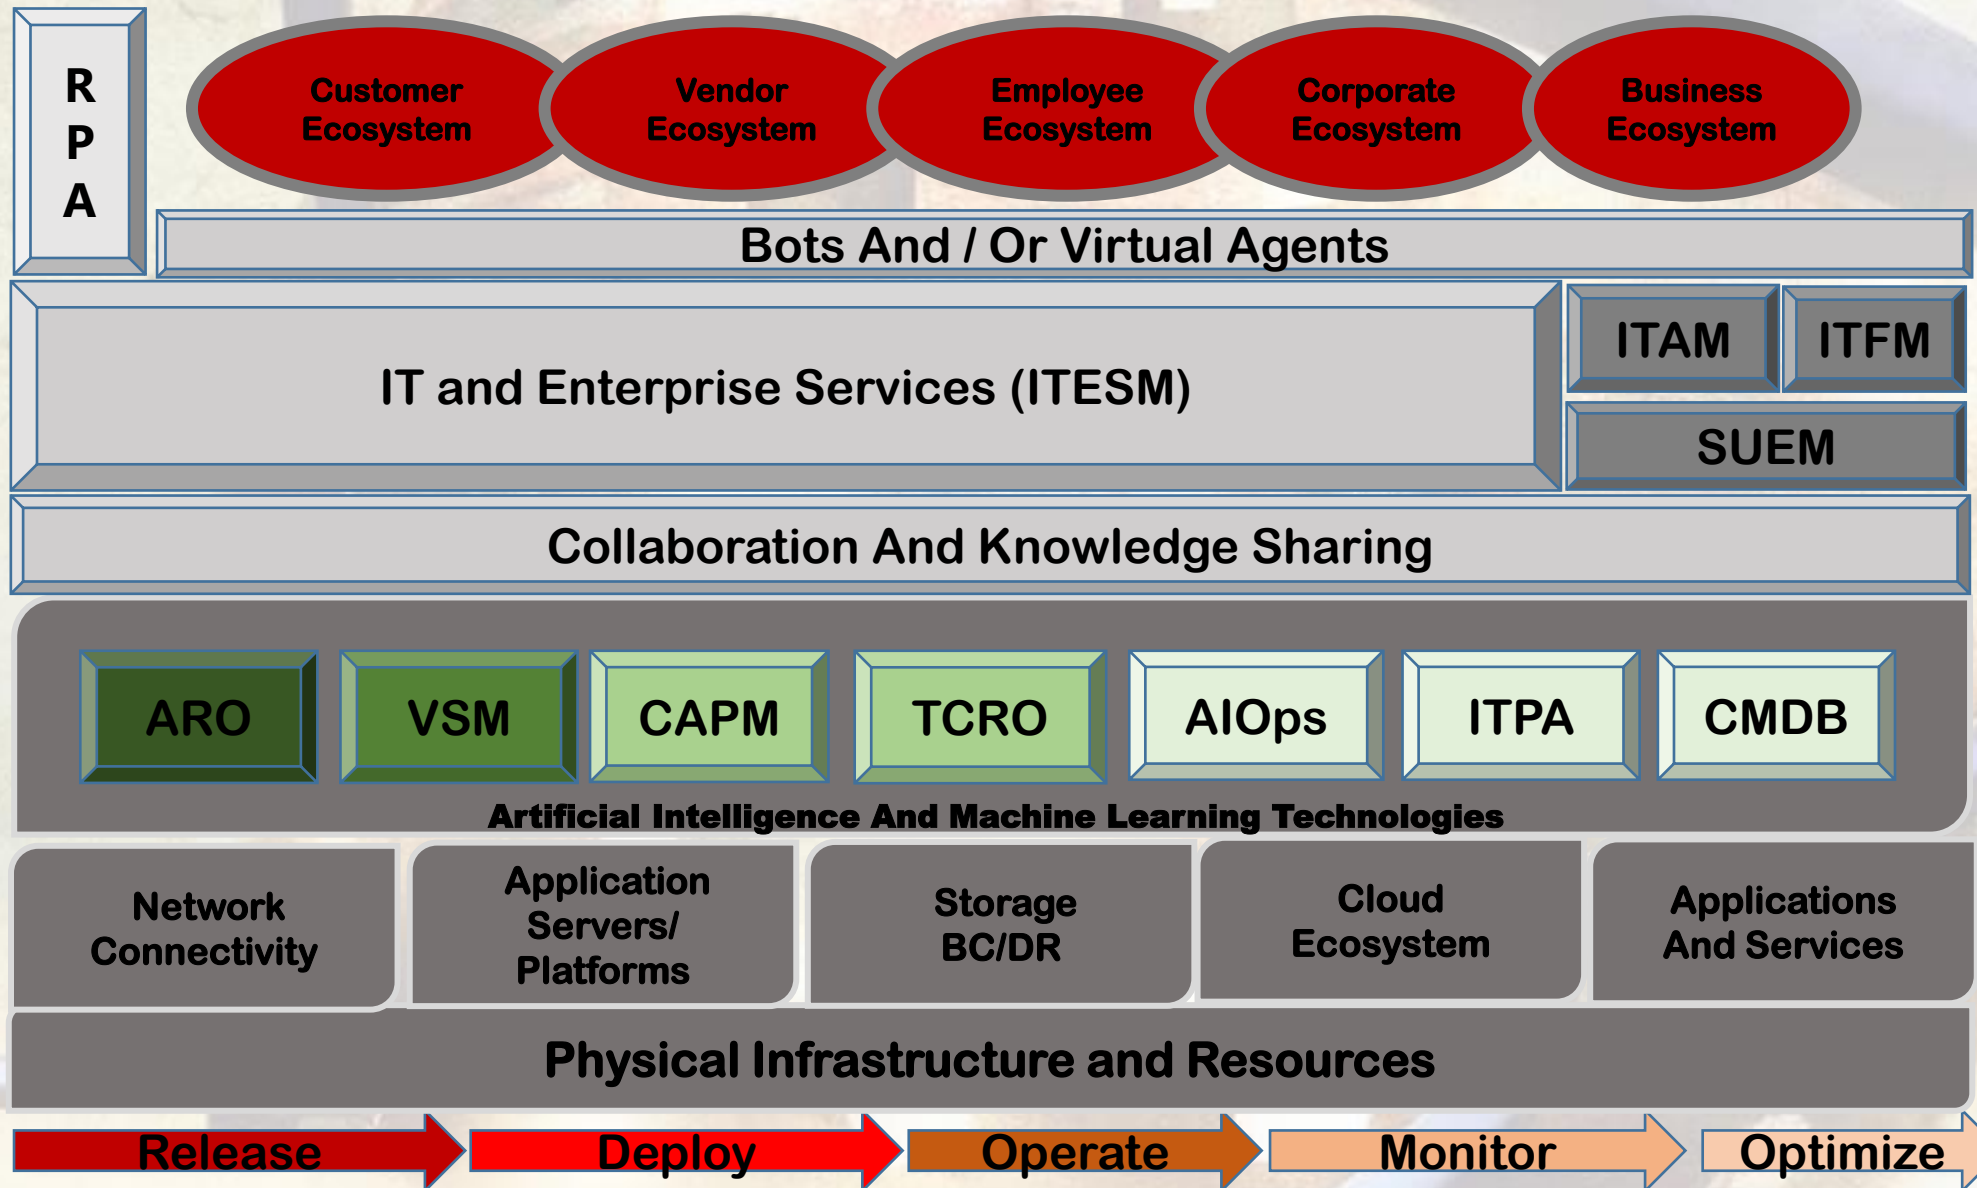 R
P
A
Customer
Ecosystem
Vendor
Ecosystem
Employee
Ecosystem
Corporate
Ecosystem
Business
Ecosystem
Bots And / Or Virtual Agents
IT and Enterprise Services (ITESM)
ITAM
ITFM
SUEM
Collaboration And Knowledge Sharing
ARO
VSM
CAPM
TCRO
AIOps
ITPA
CMDB
Artificial Intelligence And Machine Learning Technologies
Network
Connectivity
Application
Servers/
Platforms
Storage
BC/DR
Cloud
Ecosystem
Applications
And Services
Physical Infrastructure and Resources
Release
Deploy
Operate
Monitor
Optimize